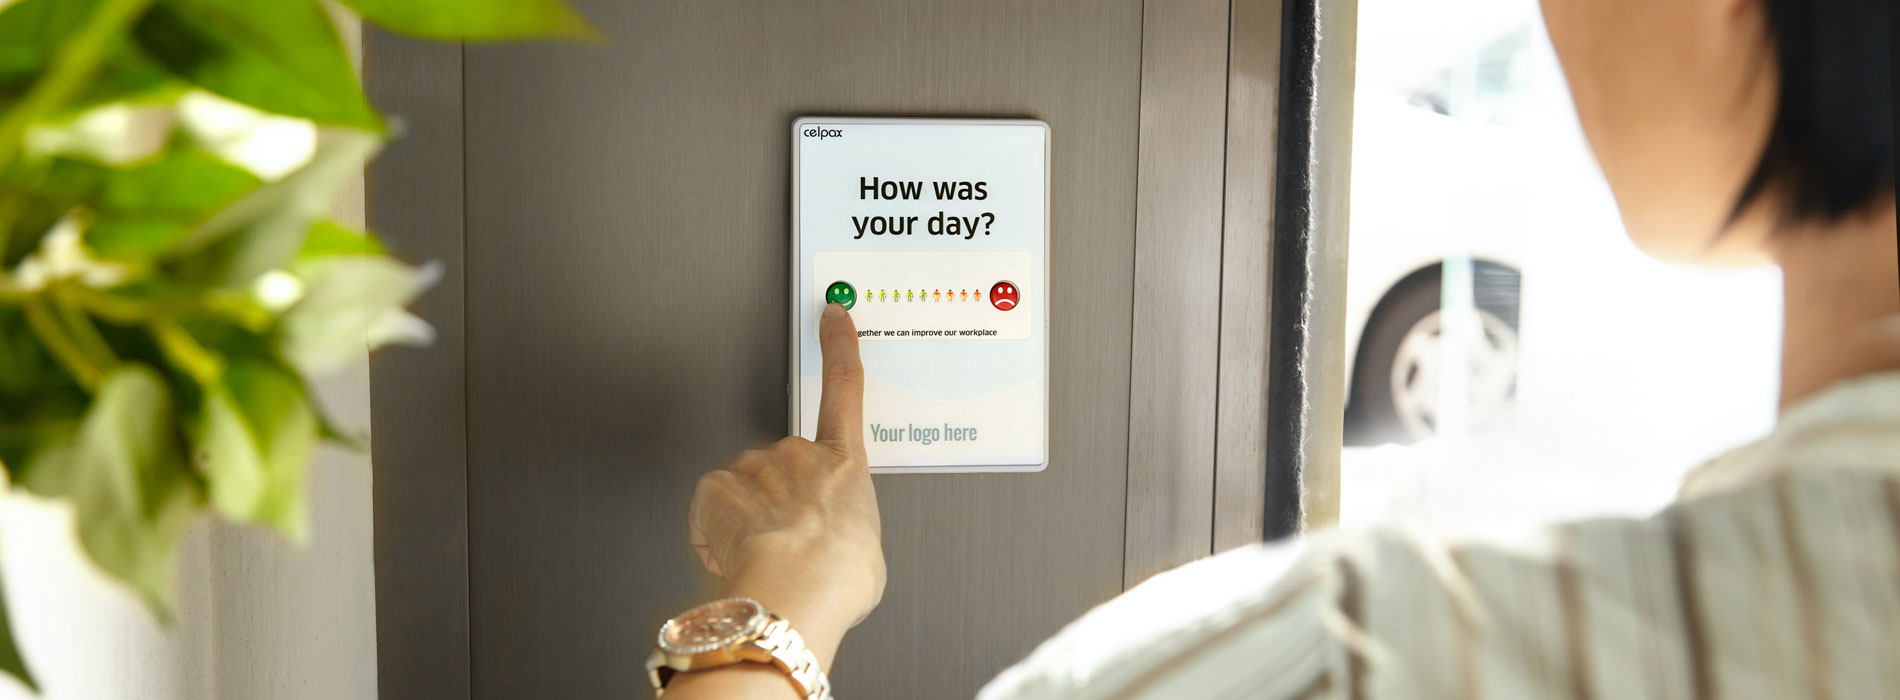 celpax
How was
your day?
gether we can improve our workplace
Your logo here